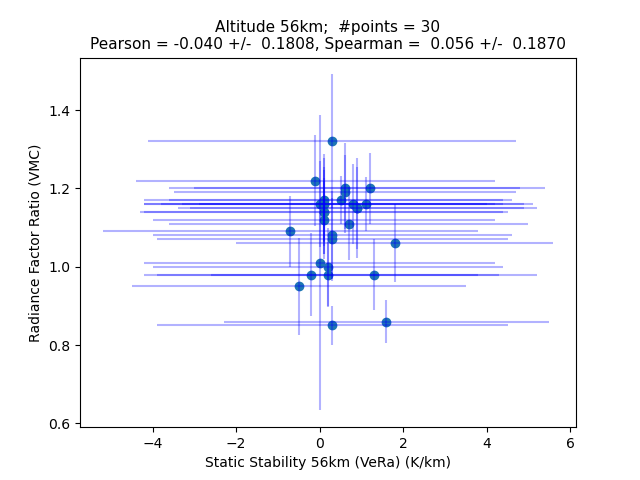 Altitude 56km;  #points = 30
Pearson = -0.040 +/-  0.1808, Spearman =  0.056 +/-  0.1870
Radiance Factor Ratio (VMC)
1.4
1.2
1.0
0.8
0.6
−4 −2 0 2 4 6
Static Stability 56km (VeRa) (K/km)